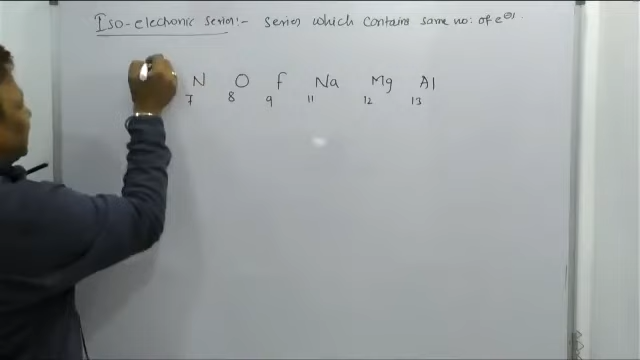 Iso-electronic series:- series which contains same no: of e⊖s.
N O F Na Mg Al
7 8 9 11 12 13